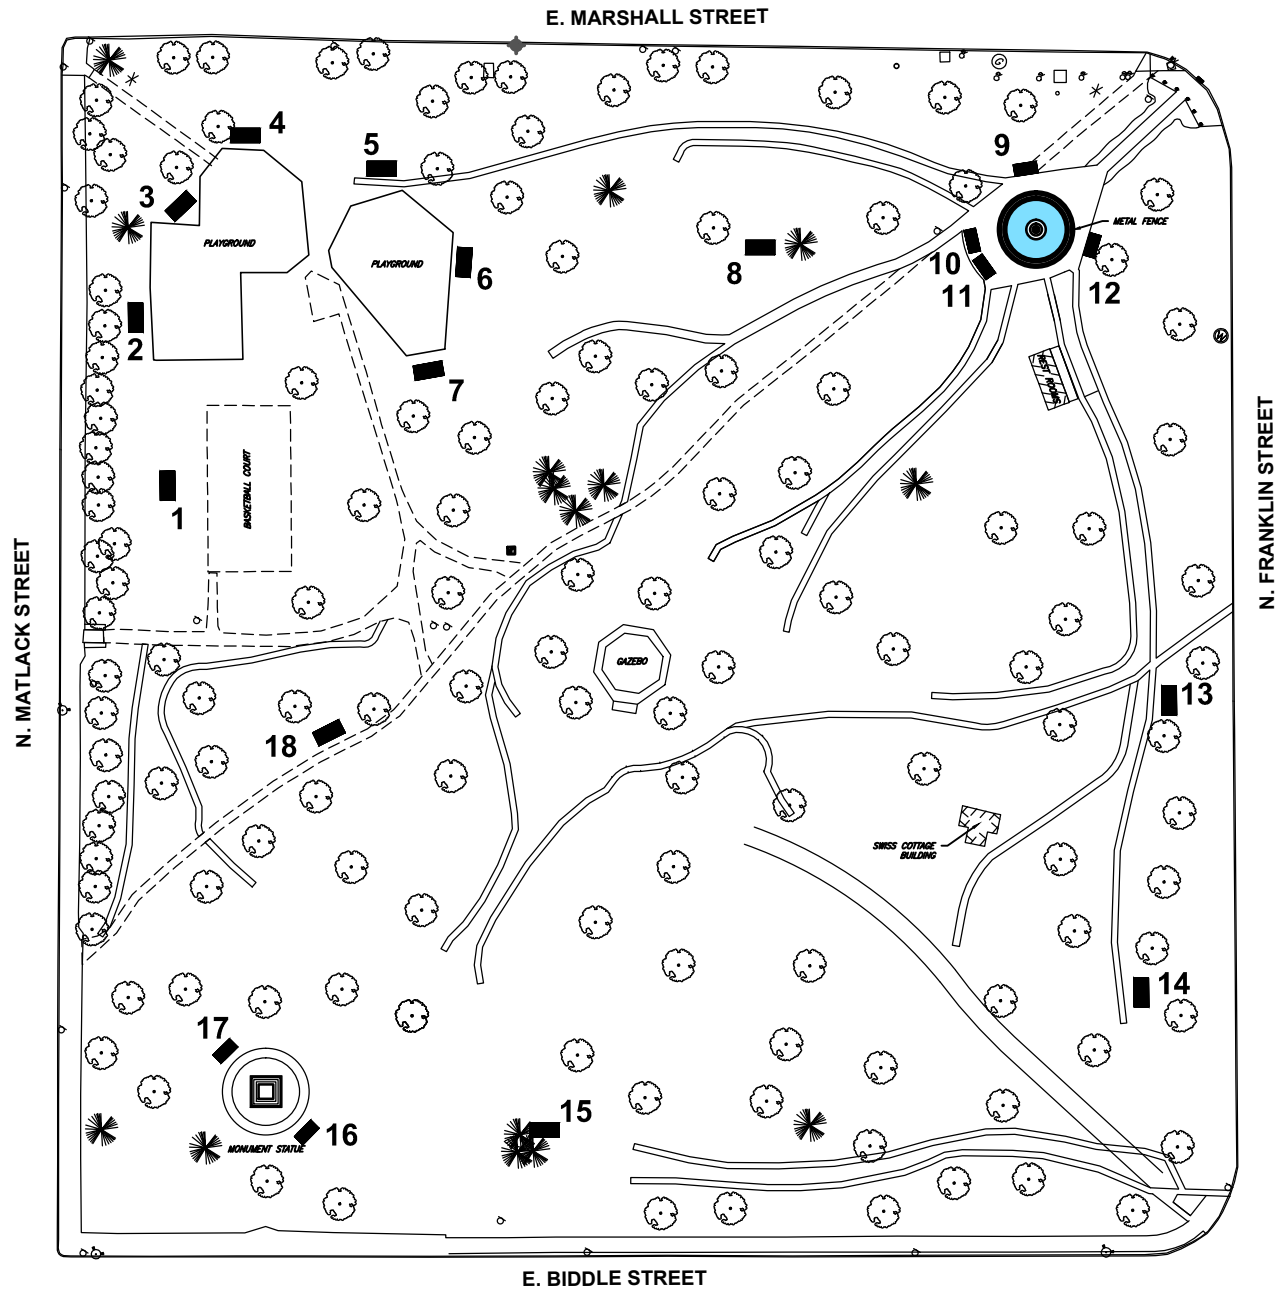 E. MARSHALL STREET
4
5
9
3
METAL FENCE
PLAYGROUND
PLAYGROUND
8
10
6
11
12
2
REST ROOMS
7
BASKETBALL COURT
1
N. FRANKLIN STREET
N. MATLACK STREET
GAZEBO
13
18
SWISS COTTAGE
BUILDING
14
17
15
16
MONUMENT STATUE
E. BIDDLE STREET